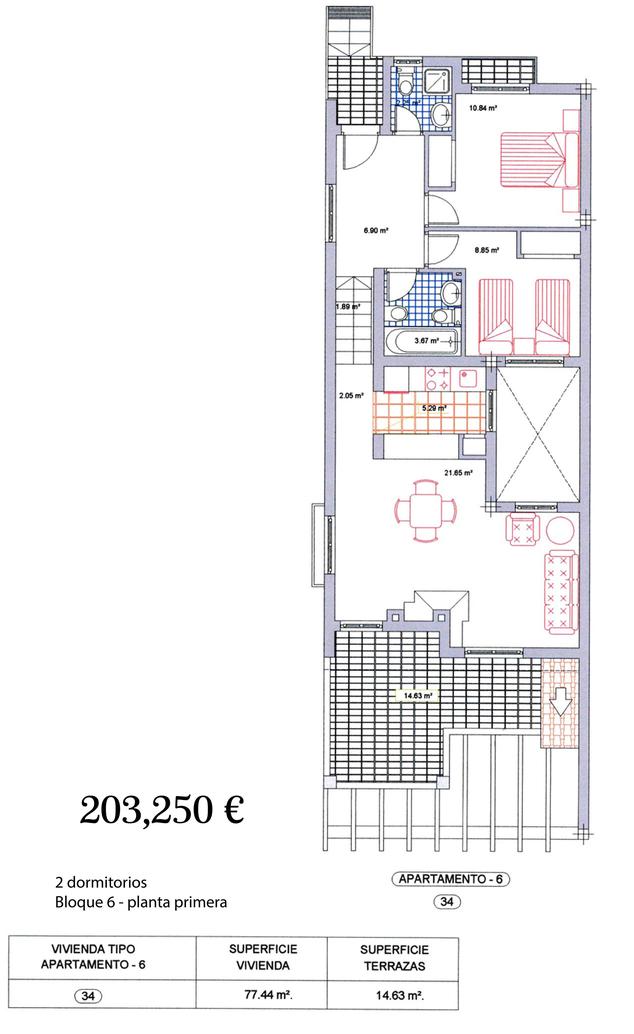 2,25 m²
10.84 m²
6.90 m²
8.85 m²
1.89 m²
3.67 m²
2.05 m²
5.29 m²
21.65 m²
14.63 m²
203,250 €
2 dormitorios
Bloque 6 - planta primera
APARTAMENTO - 6
34
VIVIENDA TIPO
APARTAMENTO - 6
SUPERFICIE
VIVIENDA
SUPERFICIE
TERRAZAS
34
77.44 m².
14.63 m².